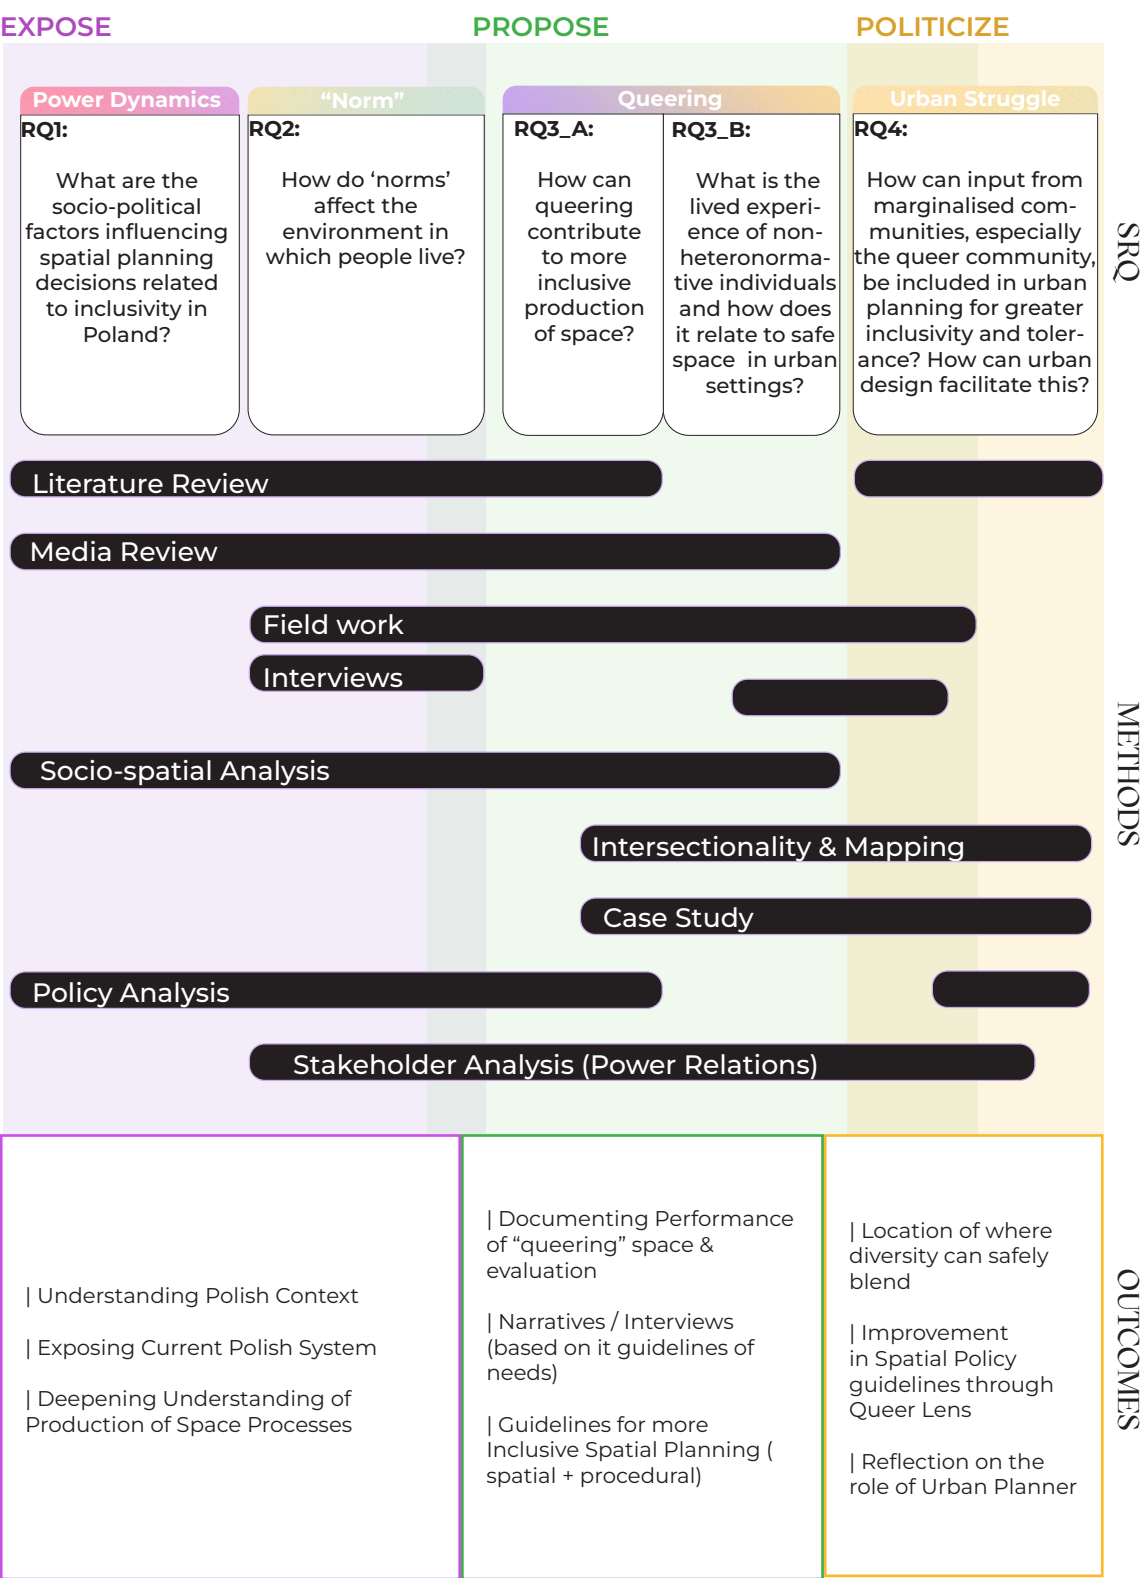 EXPOSE
PROPOSE
POLITICIZE
Power Dynamics
“Norm”
Queering
Urban Struggle
RQ1:
What are the
socio-political
factors influencing
spatial planning
decisions related
to inclusivity in
Poland?
RQ2:
How do ‘norms’
affect the
environment in
which people live?
RQ3_A:
How can
queering
contribute
to more
inclusive
production
of space?
RQ3_B:
What is the
lived experi-
ence of non-
heteronorma-
tive individuals
and how does
it relate to safe
space in urban
settings?
RQ4:
How can input from
marginalised com-
munities, especially
the queer community,
be included in urban
planning for greater
inclusivity and toler-
ance? How can urban
design facilitate this?
SRQ
Literature Review
Media Review
Field work
Interviews
Socio-spatial Analysis
Intersectionality & Mapping
Case Study
Policy Analysis
Stakeholder Analysis (Power Relations)
METHODS
| Understanding Polish Context
| Exposing Current Polish System
| Deepening Understanding of
Production of Space Processes
| Documenting Performance
of “queering” space &
evaluation
| Narratives / Interviews
(based on it guidelines of
needs)
| Guidelines for more
Inclusive Spatial Planning (
spatial + procedural)
| Location of where
diversity can safely
blend
| Improvement
in Spatial Policy
guidelines through
Queer Lens
| Reflection on the
role of Urban Planner
OUTCOMES